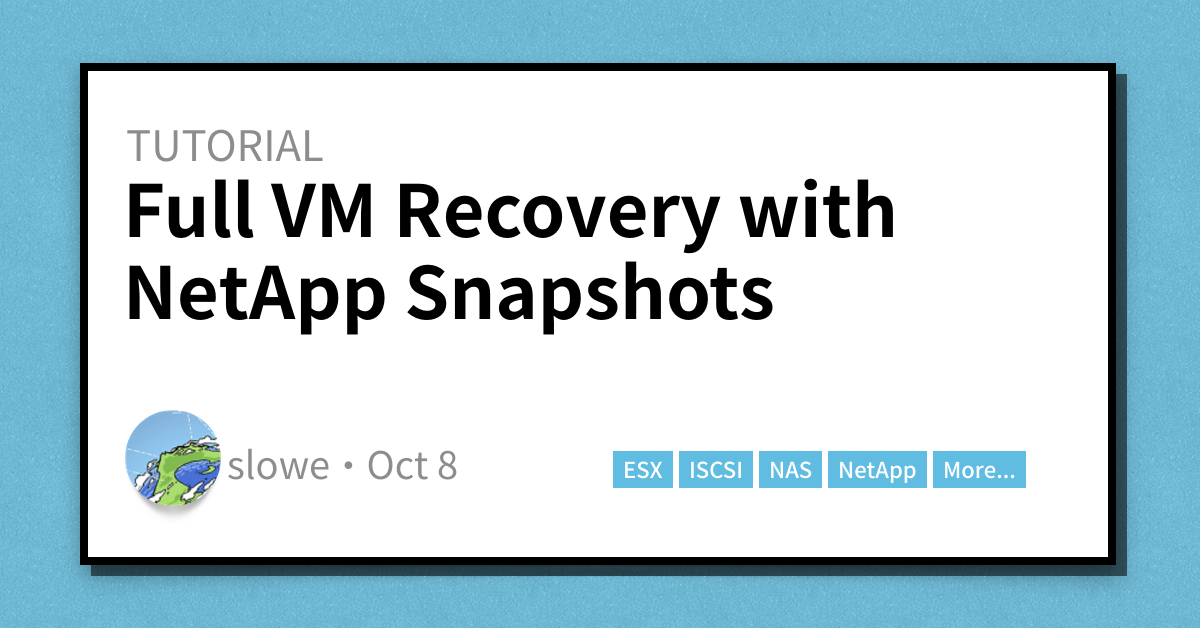 TUTORIAL
Full VM Recovery with
NetApp Snapshots
slowe • Oct 8
ESX ISCSI NAS NetApp More...